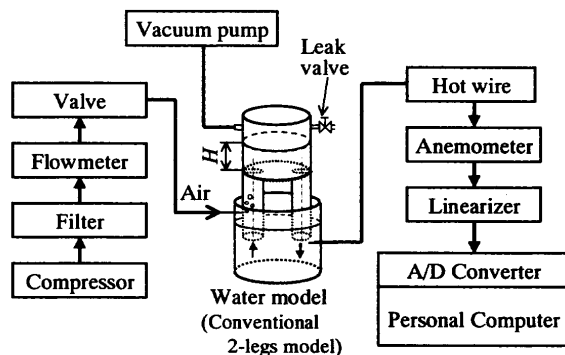 Vacuum pump
Leak
valve
Valve
Flowmeter
Filter
Compressor
Air
H
Water model
(Conventional
2-legs model)
Hot wire
Anemometer
Linearizer
A/D Converter
Personal Computer